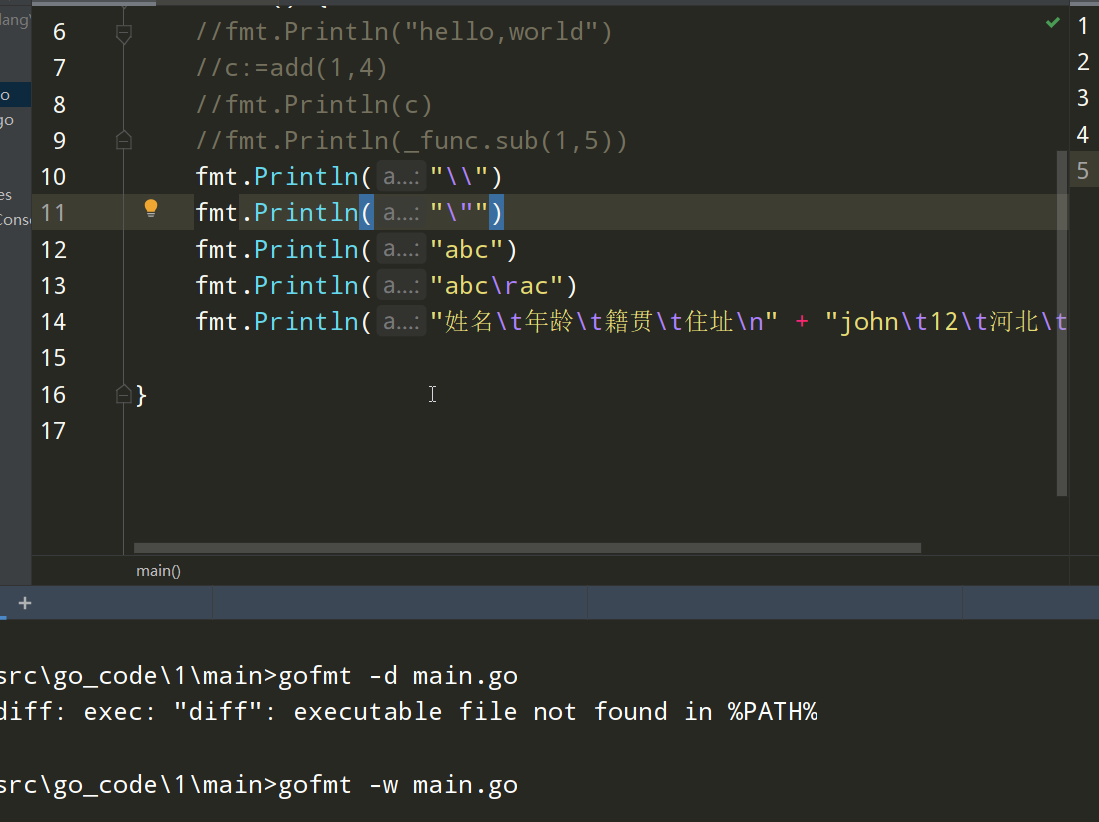 lang\
6 //fmt.Println("hello,world")
7 //c:=add(1,4)
8 //fmt.Println(c)
9 //fmt.Println(_func.sub(1,5))
10 fmt.Println( a...: "\\")
11 fmt.Println( a...: "\"")
12 fmt.Println( a...: "abc")
13 fmt.Println( a...: "abc\rac")
14 fmt.Println( a...: "姓名\t年龄\t籍贯\t住址\n" + "john\t12\t河北\t
15
16 }
17
1
2
3
4
5
o
go
es
Conso
main()
+
src\go_code\1\main>gofmt -d main.go
diff: exec: "diff": executable file not found in %PATH%
src\go_code\1\main>gofmt -w main.go